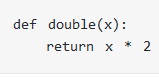 def double(x):
    return x * 2